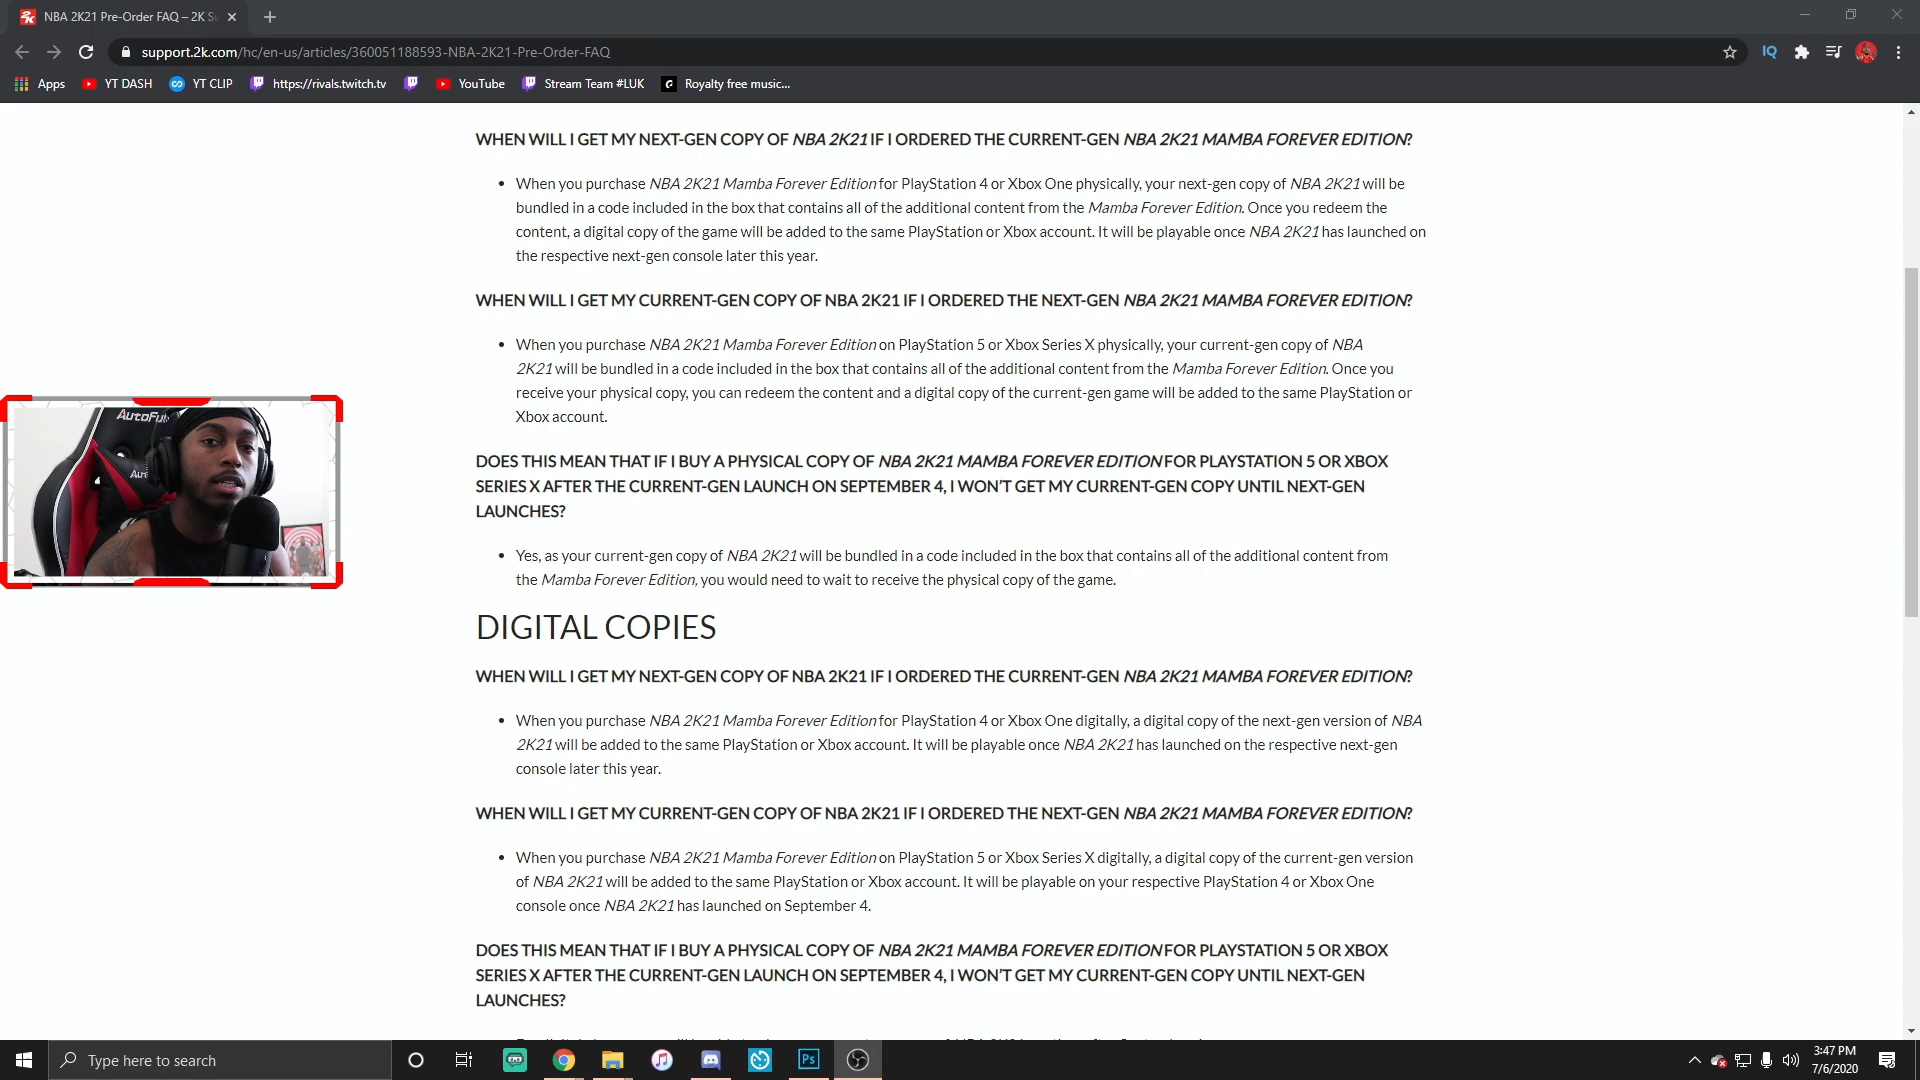 NBA 2K21 Pre-Order FAQ – 2K Su
support.2k.com/hc/en-us/articles/360051188593-NBA-2K21-Pre-Order-FAQ
IQ
Apps YT DASH YT CLIP https://rivals.twitch.tv YouTube Stream Team #LUK Royalty free music...
WHEN WILL I GET MY NEXT-GEN COPY OF NBA 2K21 IF I ORDERED THE CURRENT-GEN NBA 2K21 MAMBA FOREVER EDITION?
• When you purchase NBA 2K21 Mamba Forever Edition for PlayStation 4 or Xbox One physically, your next-gen copy of NBA 2K21 will be
bundled in a code included in the box that contains all of the additional content from the Mamba Forever Edition. Once you redeem the
content, a digital copy of the game will be added to the same PlayStation or Xbox account. It will be playable once NBA 2K21 has launched on
the respective next-gen console later this year.
WHEN WILL I GET MY CURRENT-GEN COPY OF NBA 2K21 IF I ORDERED THE NEXT-GEN NBA 2K21 MAMBA FOREVER EDITION?
• When you purchase NBA 2K21 Mamba Forever Edition on PlayStation 5 or Xbox Series X physically, your current-gen copy of NBA
2K21 will be bundled in a code included in the box that contains all of the additional content from the Mamba Forever Edition. Once you
receive your physical copy, you can redeem the content and a digital copy of the current-gen game will be added to the same PlayStation or
Xbox account.
AutoFull
DOES THIS MEAN THAT IF I BUY A PHYSICAL COPY OF NBA 2K21 MAMBA FOREVER EDITION FOR PLAYSTATION 5 OR XBOX
SERIES X AFTER THE CURRENT-GEN LAUNCH ON SEPTEMBER 4, I WON'T GET MY CURRENT-GEN COPY UNTIL NEXT-GEN
LAUNCHES?
• Yes, as your current-gen copy of NBA 2K21 will be bundled in a code included in the box that contains all of the additional content from
the Mamba Forever Edition, you would need to wait to receive the physical copy of the game.
DIGITAL COPIES
WHEN WILL I GET MY NEXT-GEN COPY OF NBA 2K21 IF I ORDERED THE CURRENT-GEN NBA 2K21 MAMBA FOREVER EDITION?
• When you purchase NBA 2K21 Mamba Forever Edition for PlayStation 4 or Xbox One digitally, a digital copy of the next-gen version of NBA
2K21 will be added to the same PlayStation or Xbox account. It will be playable once NBA 2K21 has launched on the respective next-gen
console later this year.
WHEN WILL I GET MY CURRENT-GEN COPY OF NBA 2K21 IF I ORDERED THE NEXT-GEN NBA 2K21 MAMBA FOREVER EDITION?
• When you purchase NBA 2K21 Mamba Forever Edition on PlayStation 5 or Xbox Series X digitally, a digital copy of the current-gen version
of NBA 2K21 will be added to the same PlayStation or Xbox account. It will be playable on your respective PlayStation 4 or Xbox One
console once NBA 2K21 has launched on September 4.
DOES THIS MEAN THAT IF I BUY A PHYSICAL COPY OF NBA 2K21 MAMBA FOREVER EDITION FOR PLAYSTATION 5 OR XBOX
SERIES X AFTER THE CURRENT-GEN LAUNCH ON SEPTEMBER 4, I WON'T GET MY CURRENT-GEN COPY UNTIL NEXT-GEN
LAUNCHES?
Type here to search
Ps
3:47 PM
7/6/2020